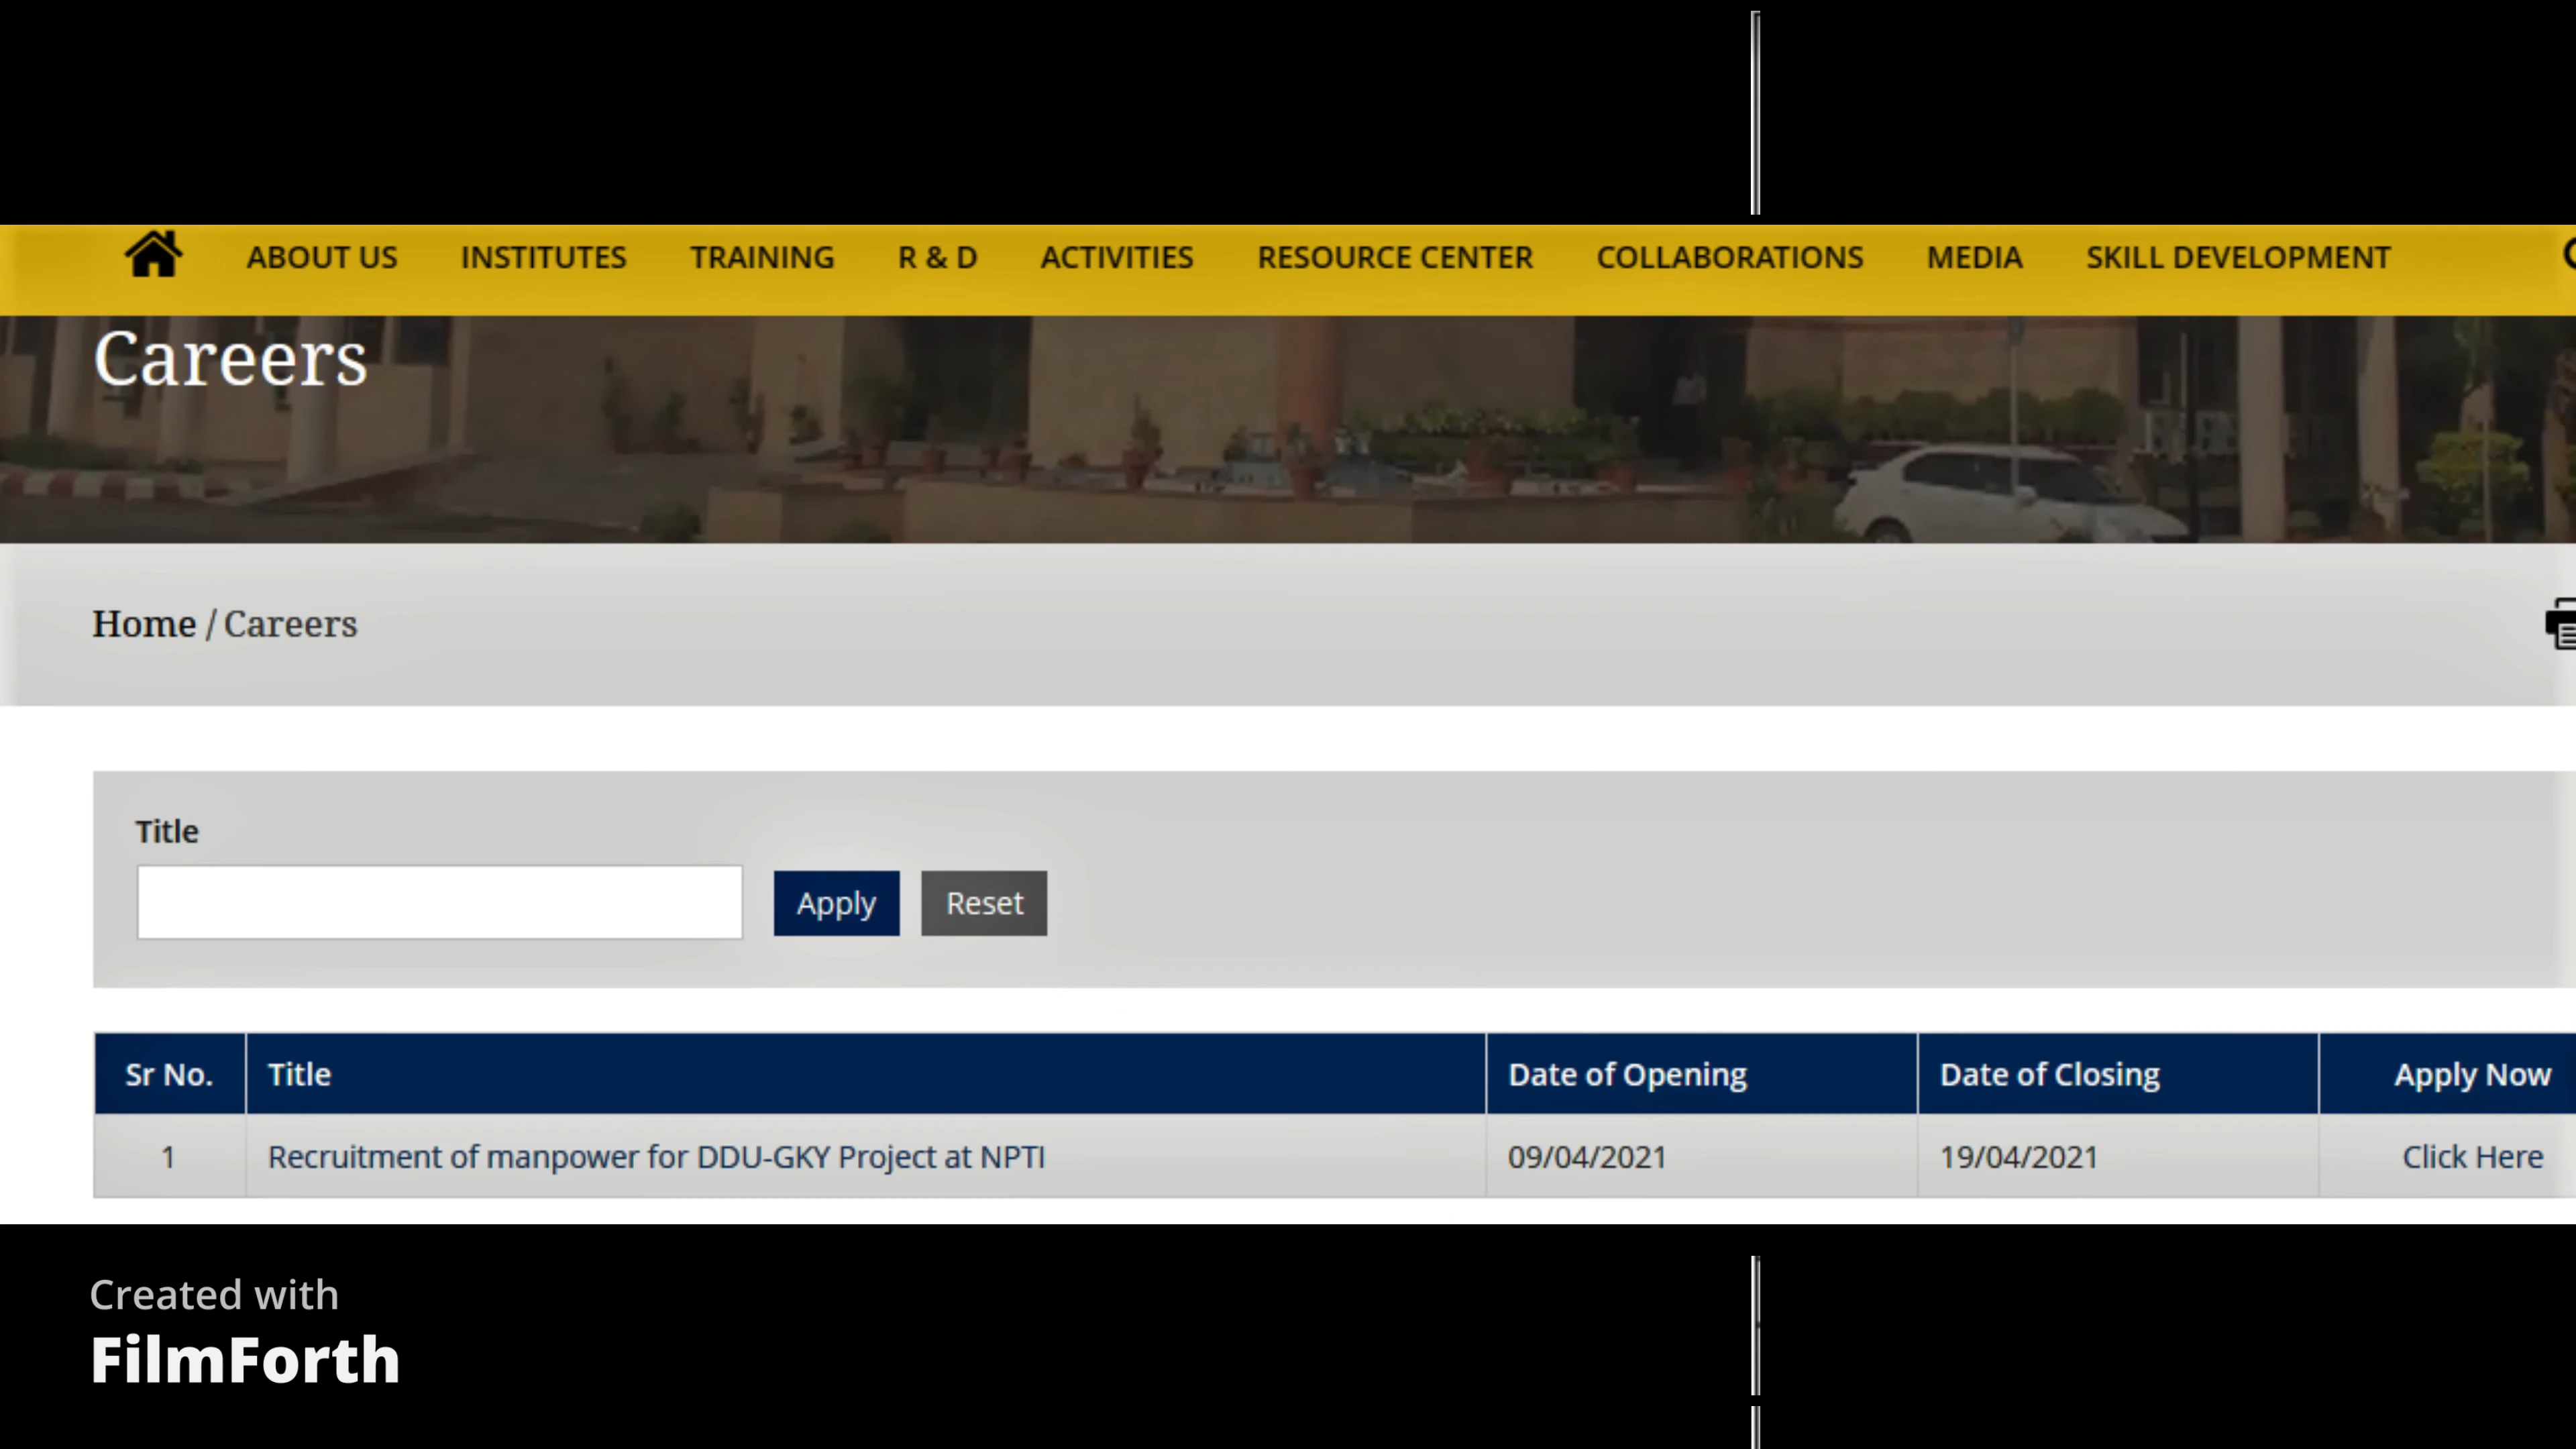 ABOUT US INSTITUTES TRAINING R & D ACTIVITIES RESOURCE CENTER COLLABORATIONS MEDIA SKILL DEVELOPMENT
Careers
Home / Careers
Title
Apply Reset
Sr No. Title Date of Opening Date of Closing Apply Now
1 Recruitment of manpower for DDU-GKY Project at NPTI 09/04/2021 19/04/2021 Click Here
Created with
FilmForth